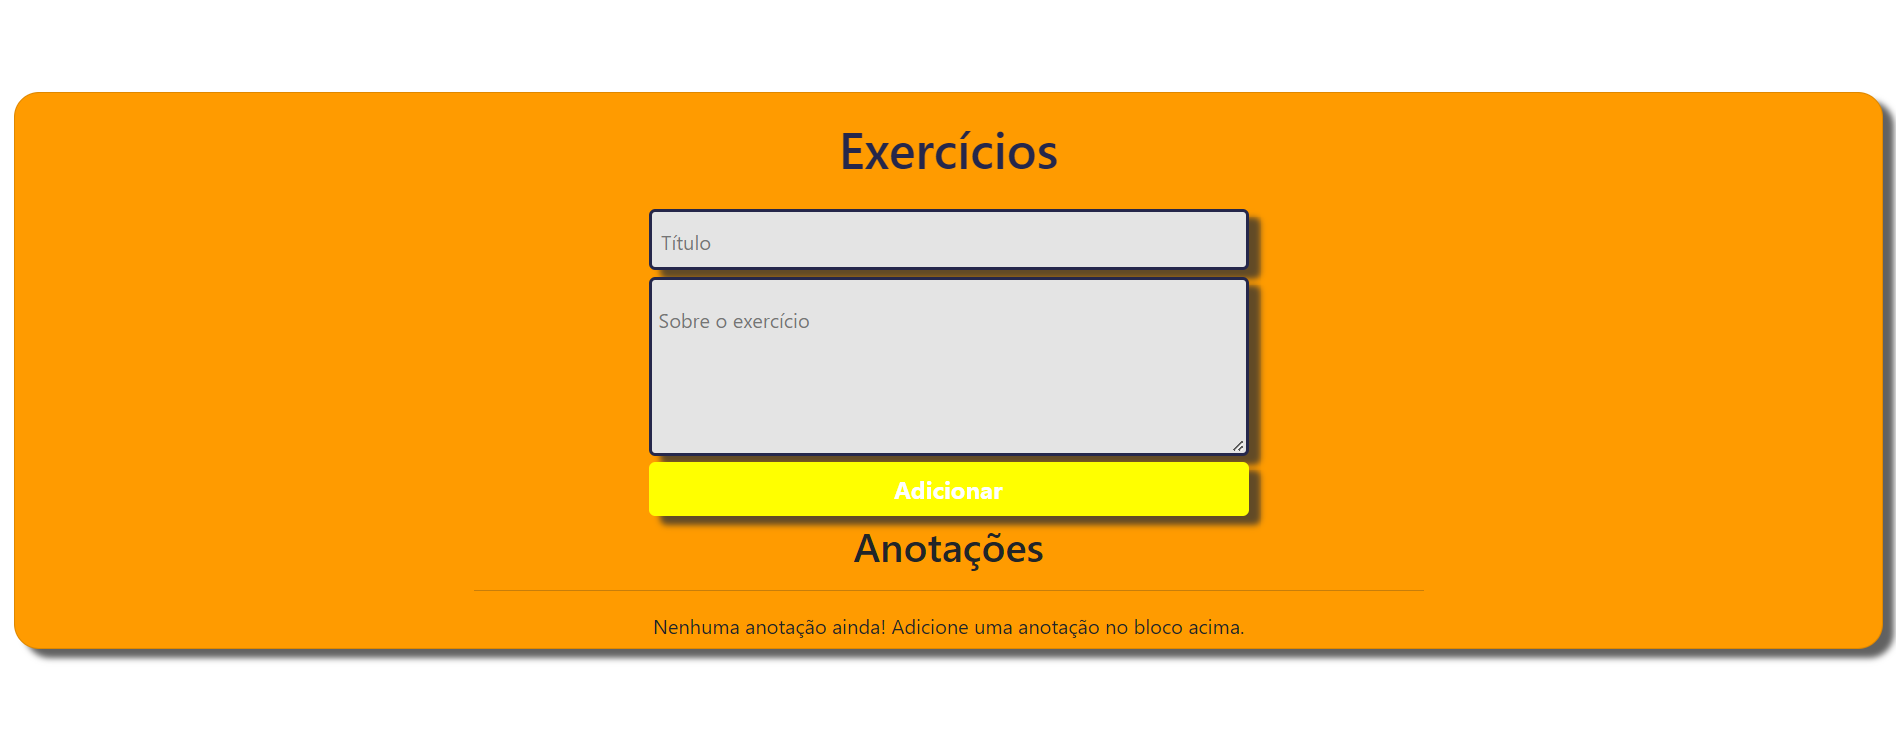 Exercícios
Título
Sobre o exercício
Adicionar
Anotações
Nenhuma anotação ainda! Adicione uma anotação no bloco acima.